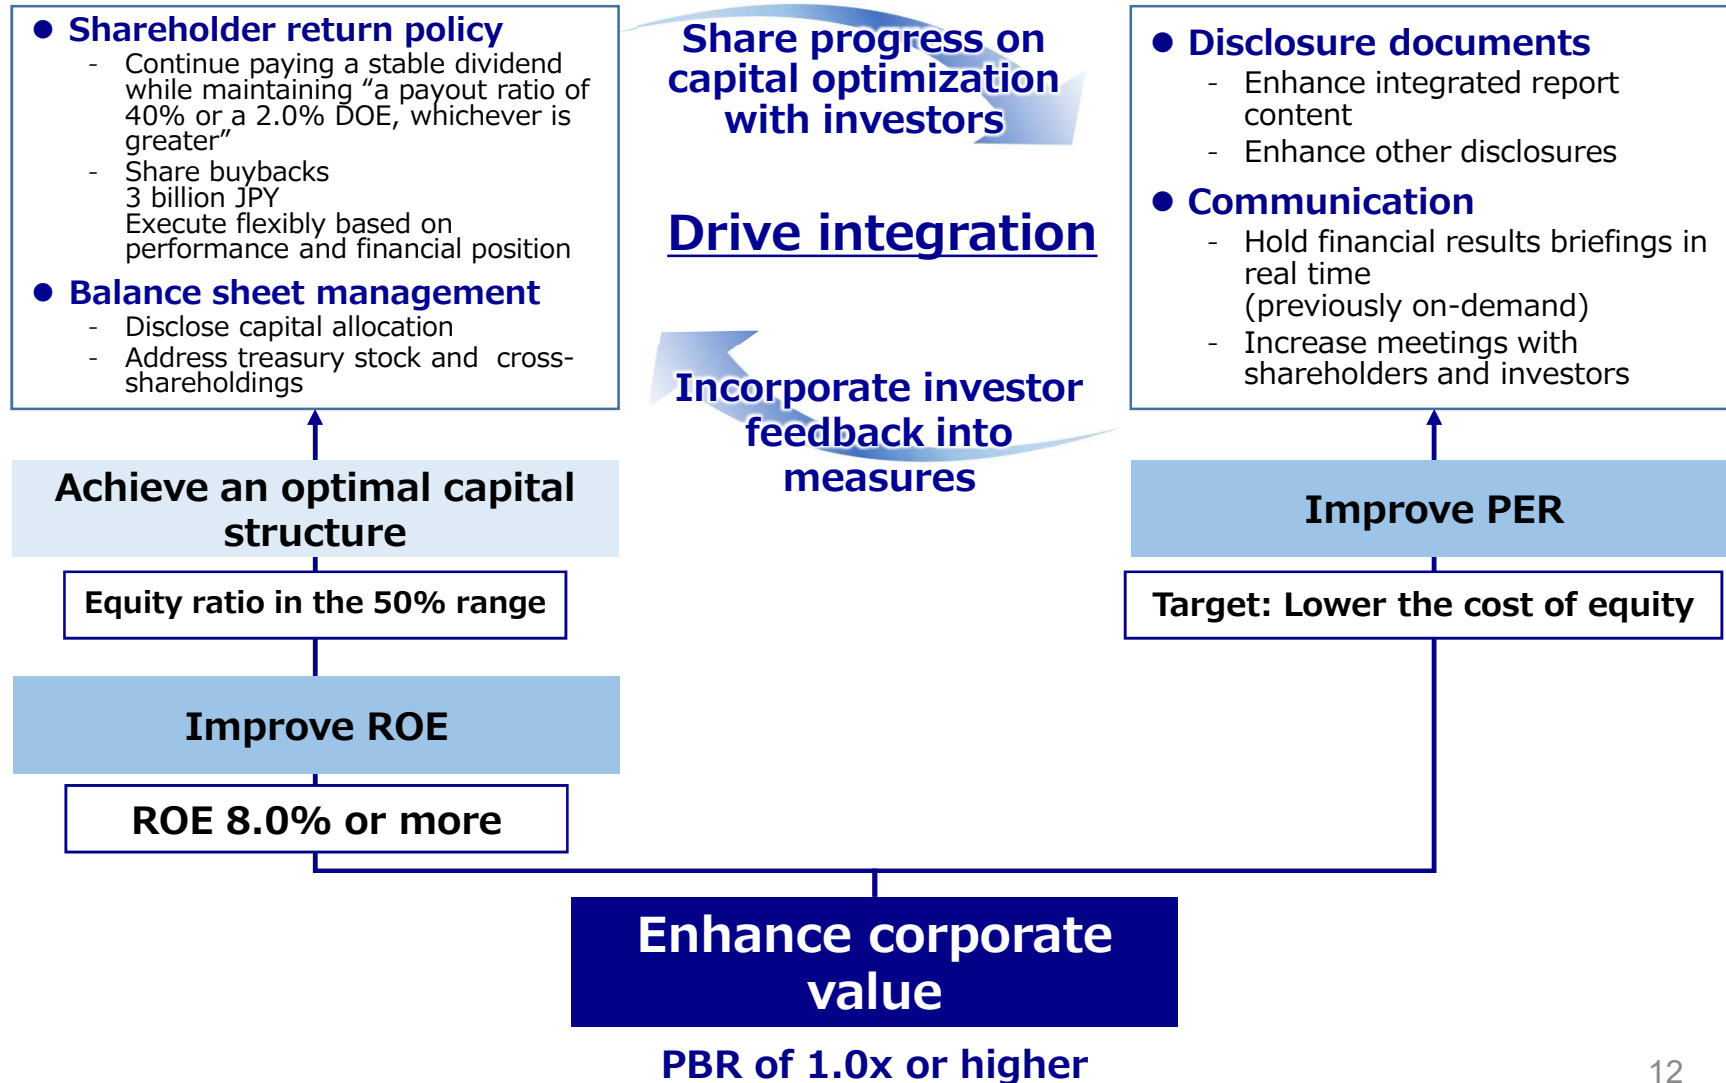 ● Shareholder return policy
- Continue paying a stable dividend
while maintaining “a payout ratio of
40% or a 2.0% DOE, whichever is
greater”
- Share buybacks
3 billion JPY
Execute flexibly based on
performance and financial position
● Balance sheet management
- Disclose capital allocation
- Address treasury stock and cross-
shareholdings
Share progress on
capital optimization
with investors
Drive integration
Incorporate investor
feedback into
measures
● Disclosure documents
- Enhance integrated report
content
- Enhance other disclosures
● Communication
- Hold financial results briefings in
real time
(previously on-demand)
- Increase meetings with
shareholders and investors
Achieve an optimal capital
structure
Equity ratio in the 50% range
Improve ROE
ROE 8.0% or more
Improve PER
Target: Lower the cost of equity
Enhance corporate
value
PBR of 1.0x or higher
12